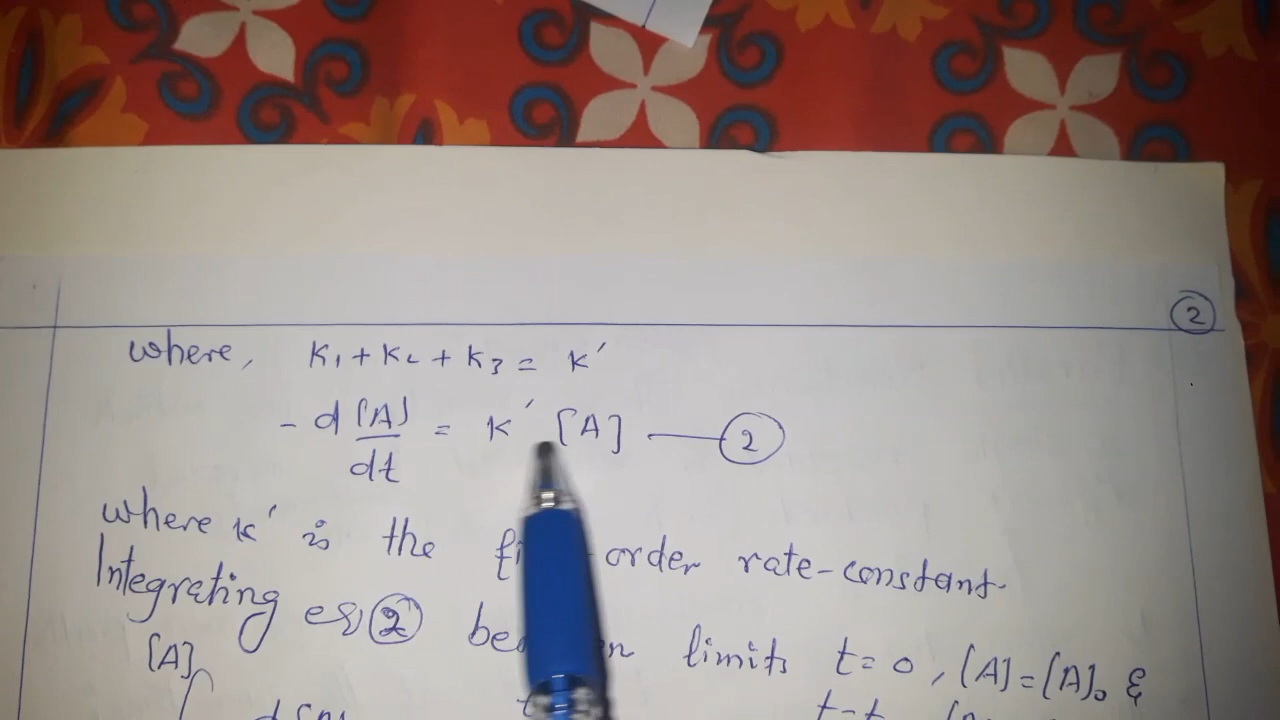 2
where, K₁ + K₂ + K₃ = K′
- d[A]/dt = K′ [A] —— 2
where K′ is the order rate-constant
Integrating eq 2 limits t=0, [A]=[A]₀ &
[A]